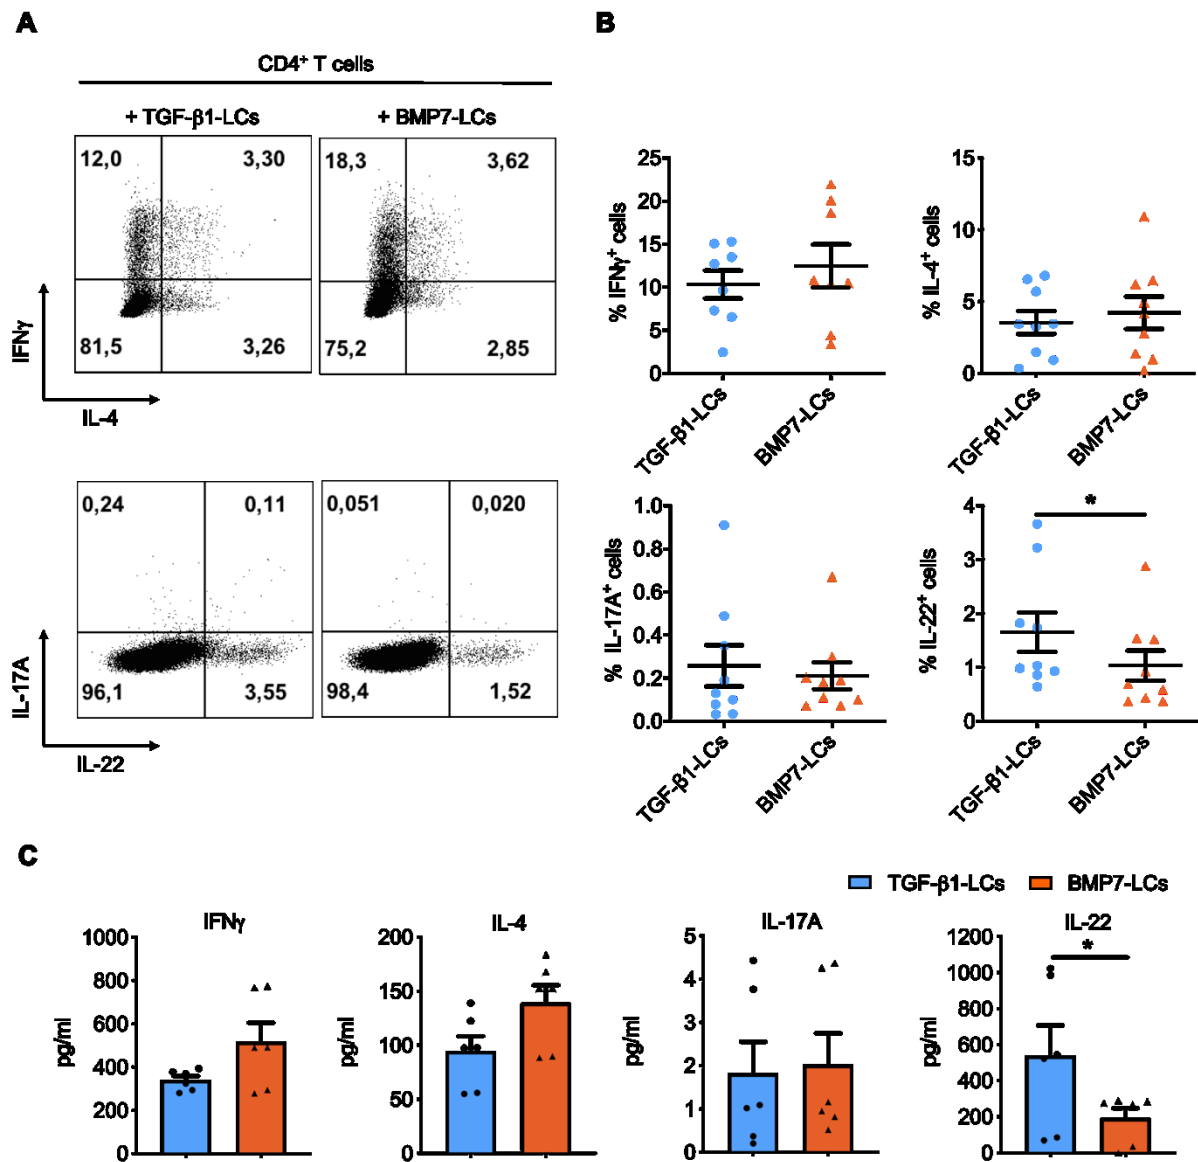 A
CD4⁺ T cells
+ TGF-β1-LCs + BMP7-LCs
12,0 3,30 18,3 3,62
81,5 3,26 75,2 2,85
IFNγ
IL-4
0,24 0,11 0,051 0,020
96,1 3,55 98,4 1,52
IL-17A
IL-22
B
% IFNγ⁺ cells
25
20
15
10
5
0
TGF-β1-LCs
BMP7-LCs
% IL-4⁺ cells
15
10
5
0
TGF-β1-LCs
BMP7-LCs
% IL-17A⁺ cells
1.0
0.8
0.6
0.4
0.2
0.0
TGF-β1-LCs
BMP7-LCs
% IL-22⁺ cells
4
3
2
1
0
*
TGF-β1-LCs
BMP7-LCs
C
TGF-β1-LCs BMP7-LCs
IFNγ
pg/ml
1000
800
600
400
200
0
IL-4
pg/ml
200
150
100
50
0
IL-17A
pg/ml
5
4
3
2
1
0
IL-22
pg/ml
1200
1000
800
600
400
200
0
*